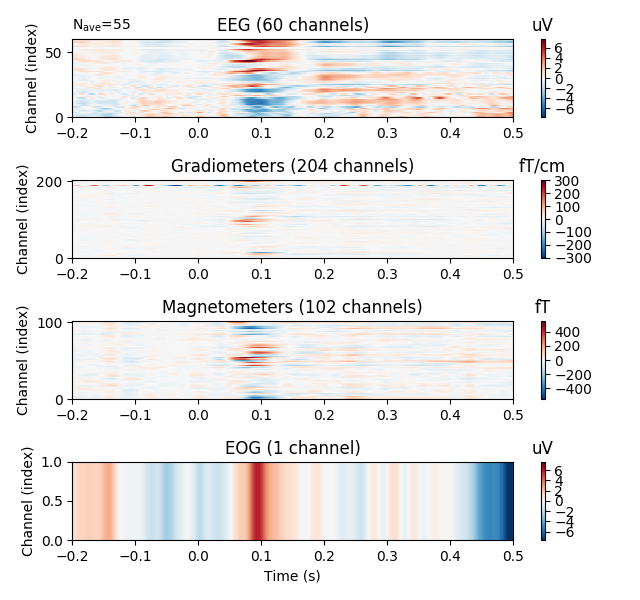 N_ave=55
EEG (60 channels)
uV
Channel (index)
50
0
6
4
2
0
−2
−4
−6
−0.2 −0.1 0.0 0.1 0.2 0.3 0.4 0.5
Gradiometers (204 channels)
fT/cm
Channel (index)
200
0
300
200
100
0
−100
−200
−300
−0.2 −0.1 0.0 0.1 0.2 0.3 0.4 0.5
Magnetometers (102 channels)
fT
Channel (index)
100
0
400
200
0
−200
−400
−0.2 −0.1 0.0 0.1 0.2 0.3 0.4 0.5
EOG (1 channel)
uV
Channel (index)
1.0
0.5
0.0
6
4
2
0
−2
−4
−6
−0.2 −0.1 0.0 0.1 0.2 0.3 0.4 0.5
Time (s)